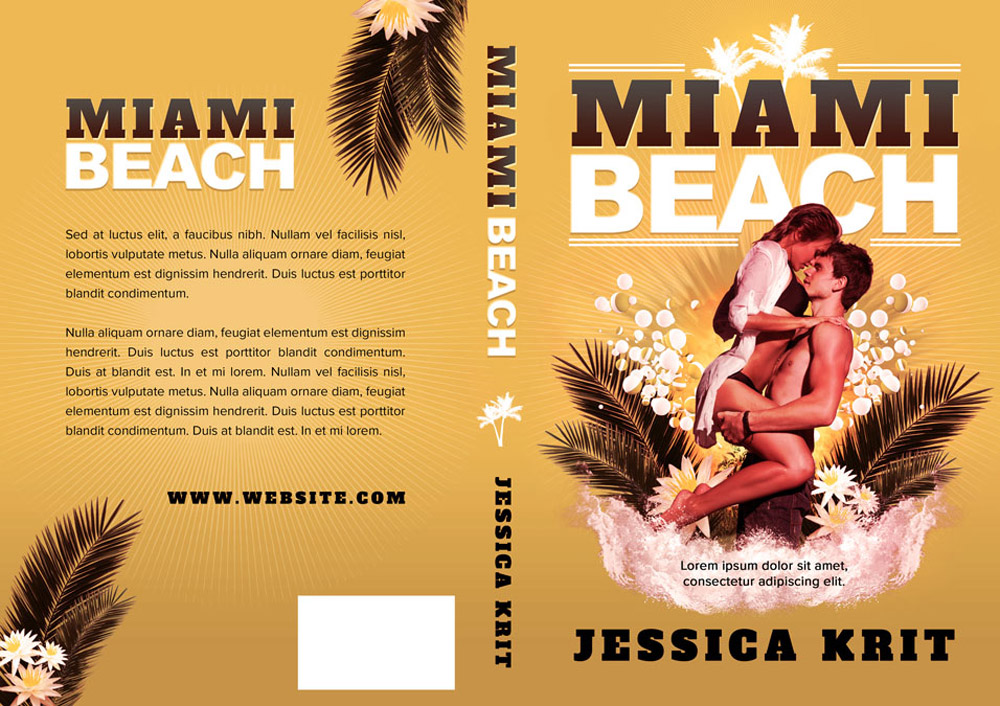 MIAMI
BEACH
Sed at luctus elit, a faucibus nibh. Nullam vel facilisis nisl,
lobortis vulputate metus. Nulla aliquam ornare diam, feugiat
elementum est dignissim hendrerit. Duis luctus est porttitor
blandit condimentum.
Nulla aliquam ornare diam, feugiat elementum est dignissim
hendrerit. Duis luctus est porttitor blandit condimentum.
Duis at blandit est. In et mi lorem. Nullam vel facilisis nisl,
lobortis vulputate metus. Nulla aliquam ornare diam, feugiat
elementum est dignissim hendrerit. Duis luctus est porttitor
blandit condimentum. Duis at blandit est. In et mi lorem.
WWW.WEBSITE.COM
MIAMI BEACH
JESSICA KRIT
MIAMI
BEACH
Lorem ipsum dolor sit amet,
consectetur adipiscing elit.
JESSICA KRIT